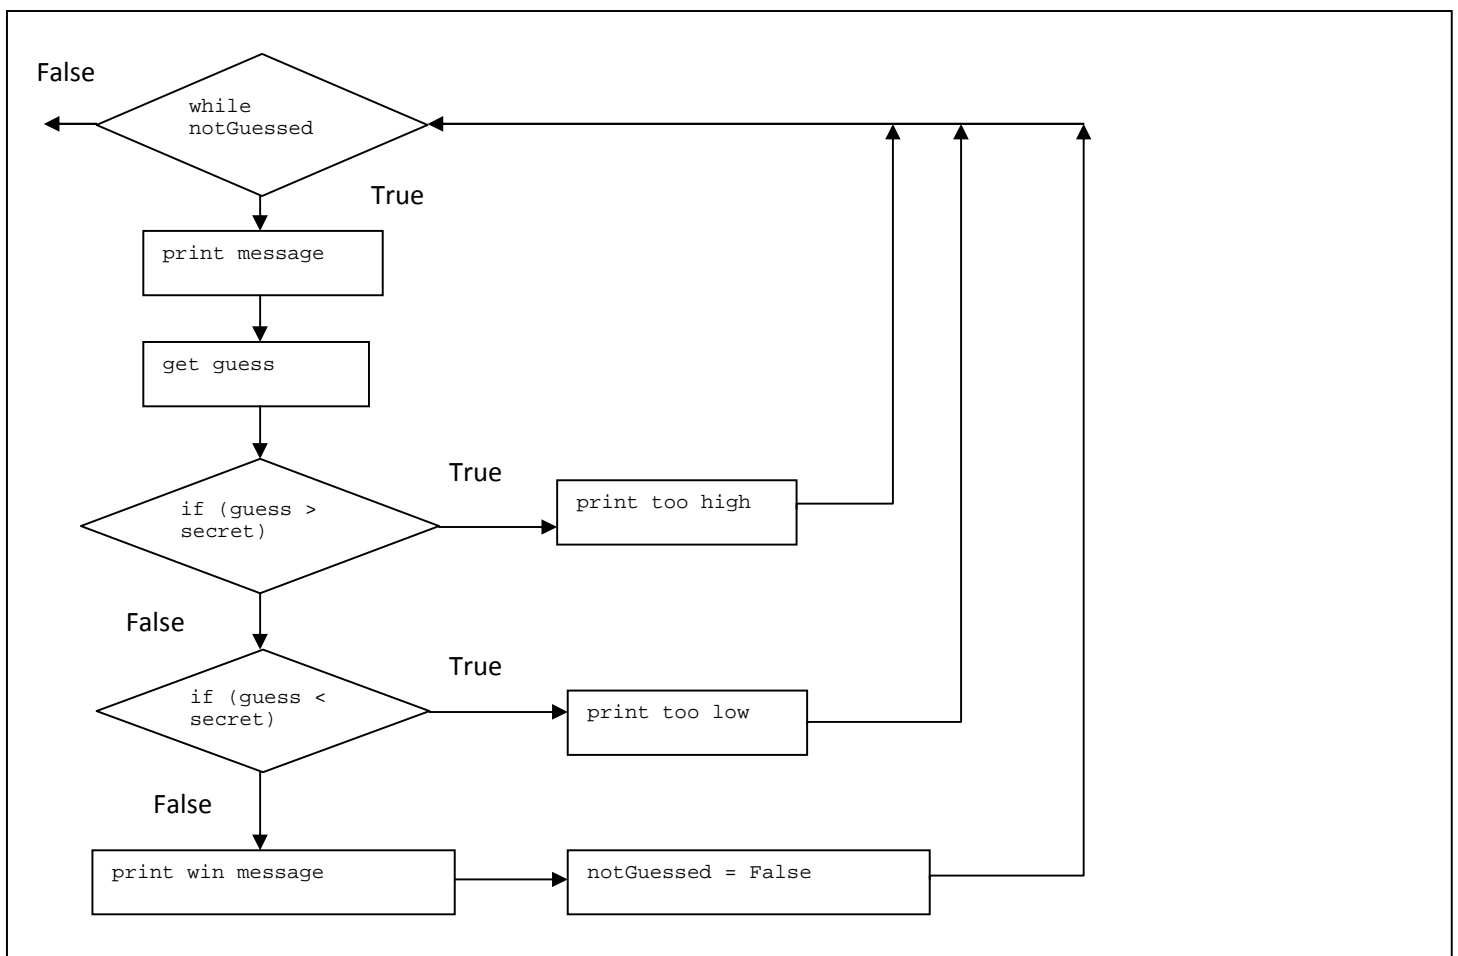 False
while
notGuessed
True
print message
get guess
True
if (guess >
secret)
print too high
False
True
if (guess <
secret)
print too low
False
print win message
notGuessed = False